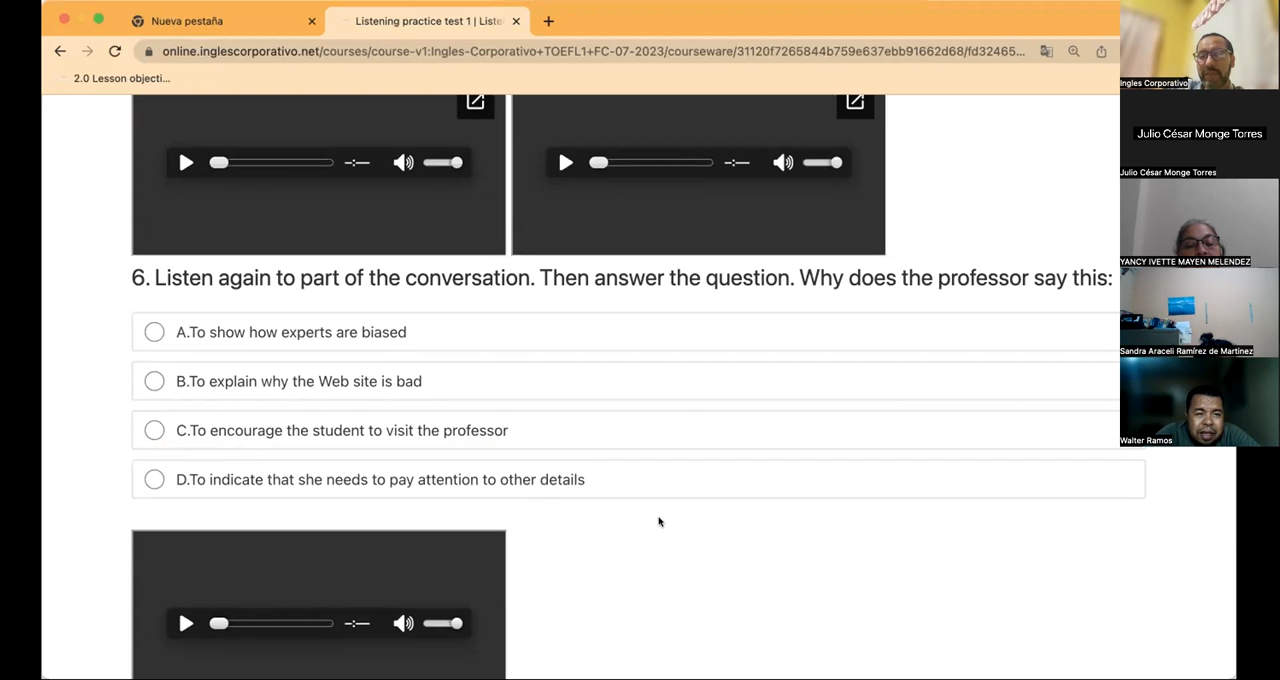 Nueva pestaña
Listening practice test 1 | Liste
online.inglescorporativo.net/courses/course-v1:Ingles-Corporativo+TOEFL1+FC-07-2023/courseware/31120f7265844b759e637ebb91662d68/fd32465...
2.0 Lesson objecti...
Ingles Corporativo
Julio César Monge Torres
Julio César Monge Torres
YANCY IVETTE MAYEN MELENDEZ
Sandra Araceli Ramírez de Martínez
Walter Ramos
6. Listen again to part of the conversation. Then answer the question. Why does the professor say this:
A.To show how experts are biased
B.To explain why the Web site is bad
C.To encourage the student to visit the professor
D.To indicate that she needs to pay attention to other details